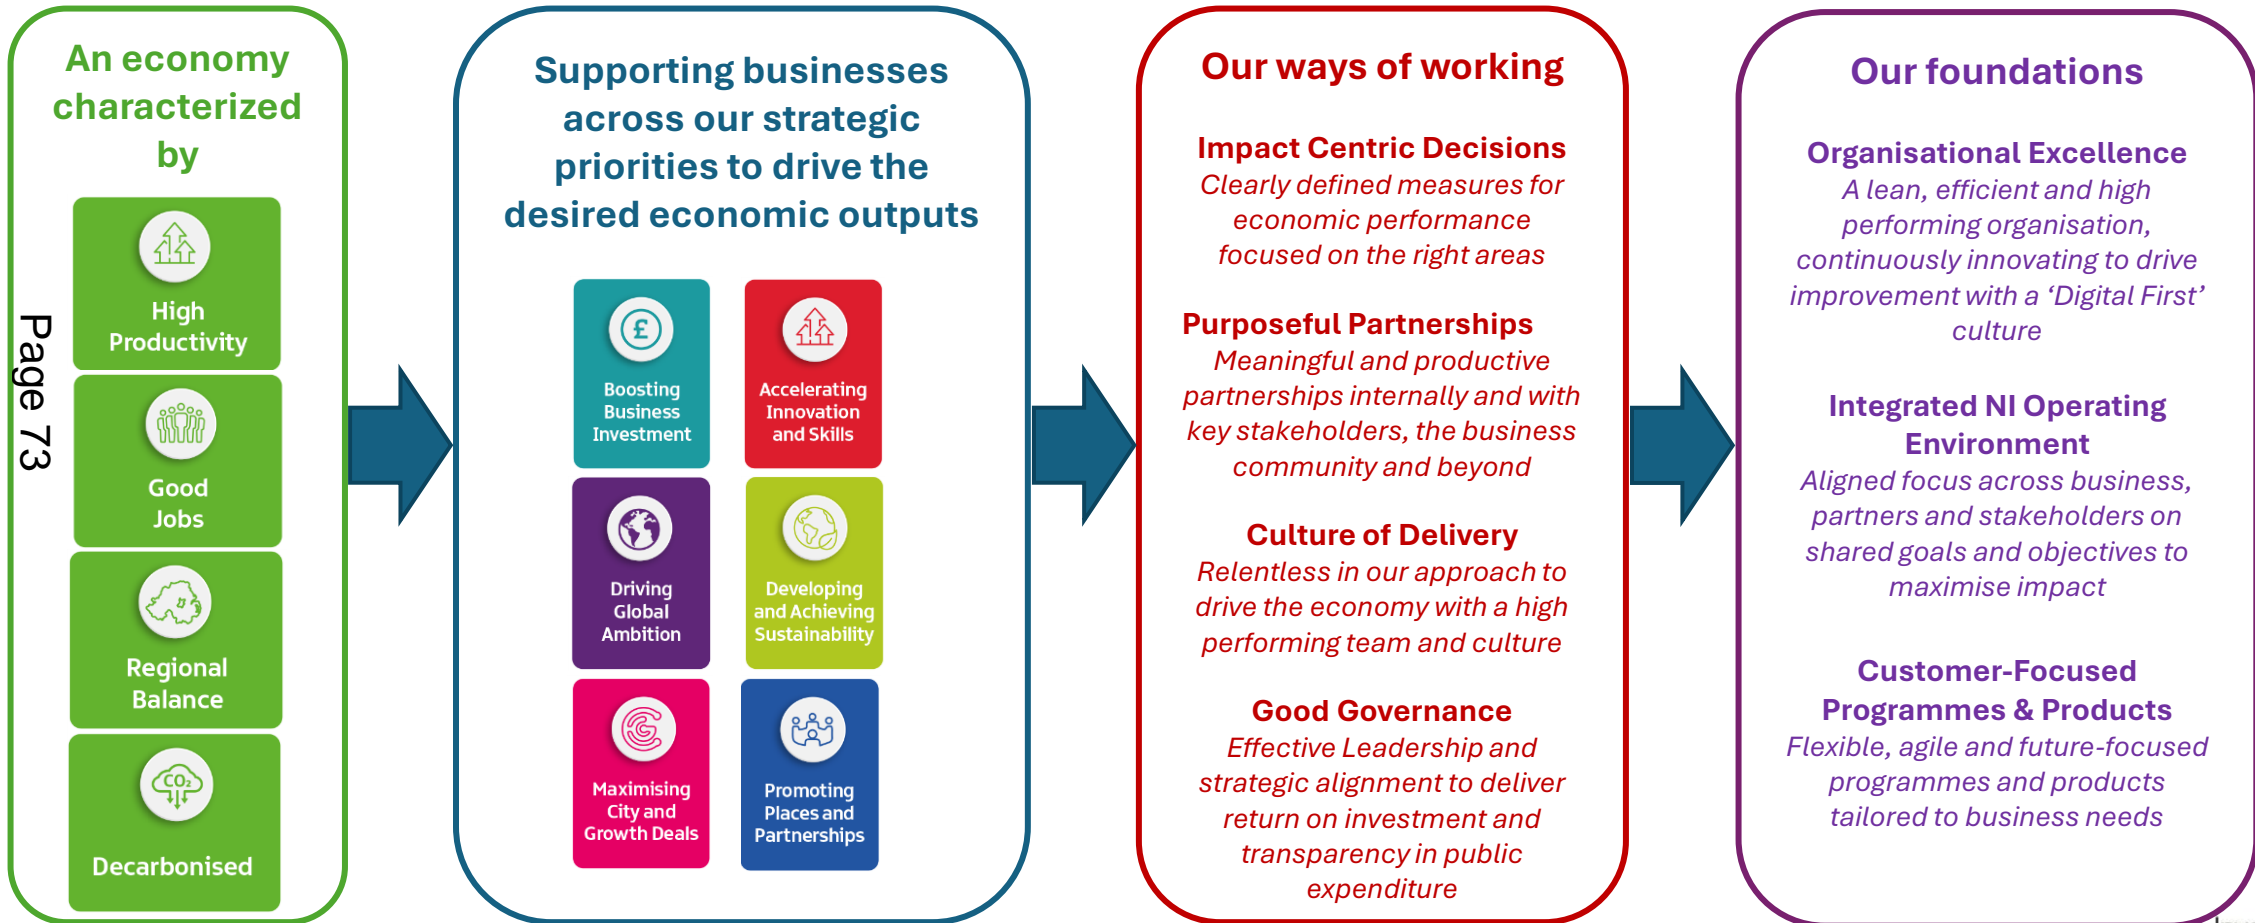 An economy
characterized
by
High
Productivity
Good
Jobs
Regional
Balance
CO₂
Decarbonised
Page 73
Supporting businesses
across our strategic
priorities to drive the
desired economic outputs
£
Boosting
Business
Investment
Accelerating
Innovation
and Skills
Driving
Global
Ambition
Developing
and Achieving
Sustainability
Maximising
City and
Growth Deals
Promoting
Places and
Partnerships
Our ways of working
Impact Centric Decisions
Clearly defined measures for
economic performance
focused on the right areas
Purposeful Partnerships
Meaningful and productive
partnerships internally and with
key stakeholders, the business
community and beyond
Culture of Delivery
Relentless in our approach to
drive the economy with a high
performing team and culture
Good Governance
Effective Leadership and
strategic alignment to deliver
return on investment and
transparency in public
expenditure
Our foundations
Organisational Excellence
A lean, efficient and high
performing organisation,
continuously innovating to drive
improvement with a ‘Digital First’
culture
Integrated NI Operating
Environment
Aligned focus across business,
partners and stakeholders on
shared goals and objectives to
maximise impact
Customer-Focused
Programmes & Products
Flexible, agile and future-focused
programmes and products
tailored to business needs